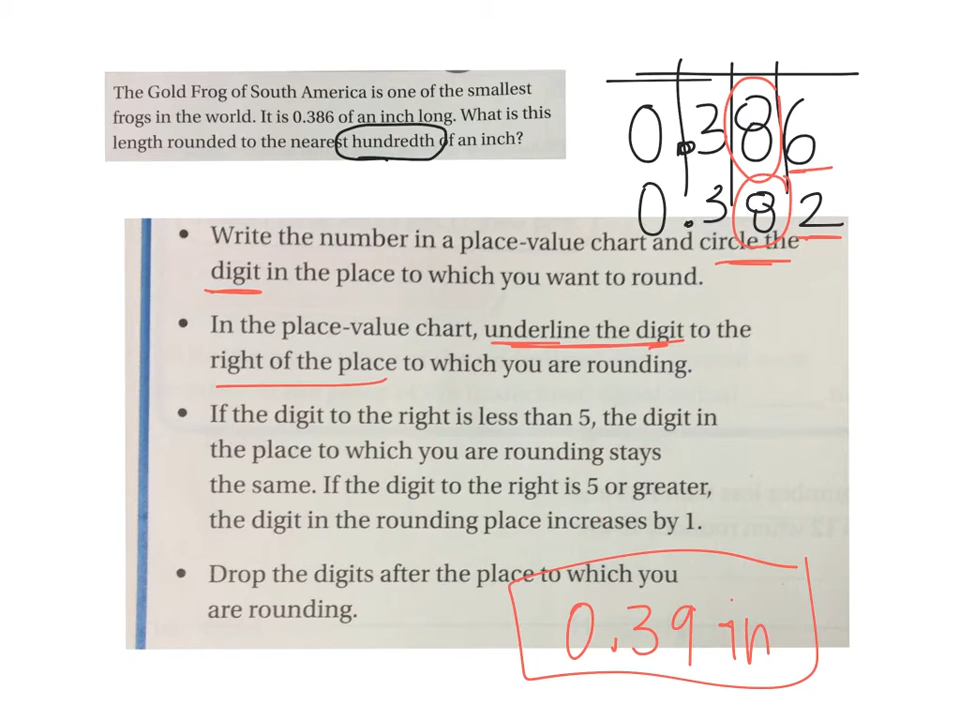 The Gold Frog of South America is one of the smallest
frogs in the world. It is 0.386 of an inch long. What is this
length rounded to the nearest hundredth of an inch?
0.386
0.382
• Write the number in a place-value chart and circle the
digit in the place to which you want to round.
• In the place-value chart, underline the digit to the
right of the place to which you are rounding.
• If the digit to the right is less than 5, the digit in
the place to which you are rounding stays
the same. If the digit to the right is 5 or greater,
the digit in the rounding place increases by 1.
• Drop the digits after the place to which you
are rounding.
0.39 in